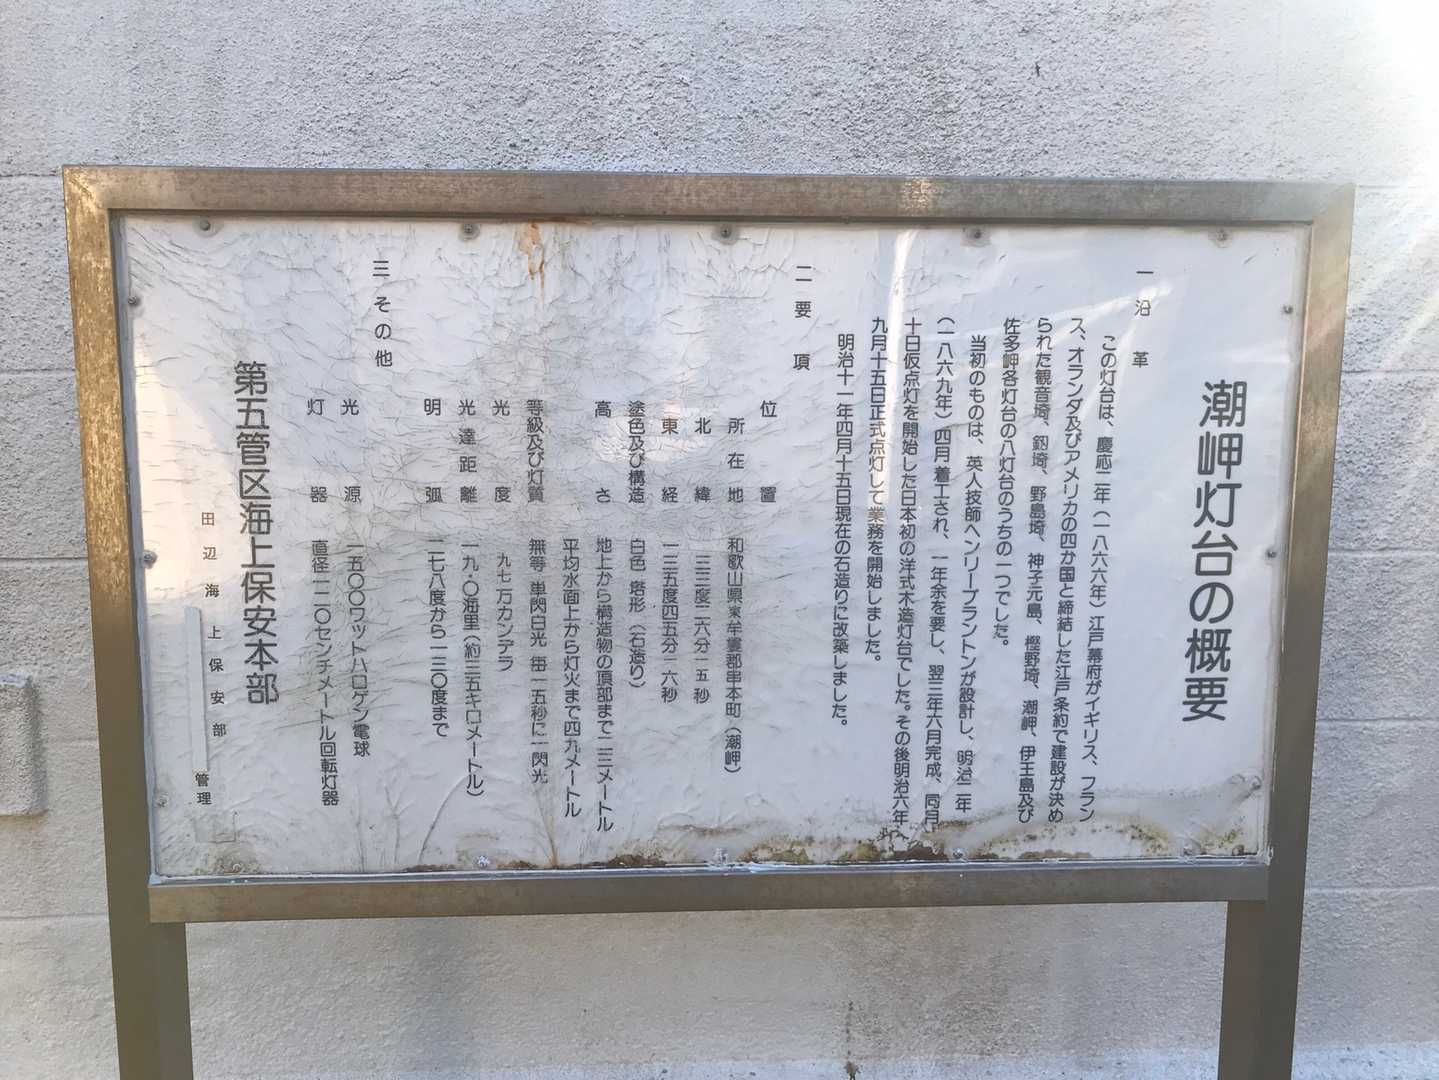 潮岬灯台の概要
一 沿革
この灯台は、慶応二年(一八六六年)江戸幕府がイギリス、フラン
ス、オランダ及びアメリカの四か国と締結した江戸条約で建設が決め
られた観音埼、剱埼、野島埼、神子元島、樫野埼、潮岬、伊王島及び
佐多岬各灯台の八灯台のうちの一つでした。
当初のものは、英人技師ヘンリーブラントンが設計し、明治二年
(一八六九年)四月着工され、一年余を要し、翌三年六月完成、同月
十日仮点灯を開始した日本初の洋式木造灯台でした。その後明治六年
九月十五日正式点灯して業務を開始しました。
明治十一年四月十五日現在の石造りに改築しました。
二 要項
位置
所在地 和歌山県東牟婁郡串本町(潮岬)
北緯 三三度二六分一五秒
東経 一三五度四五分一六秒
塗色及び構造 白色 塔形(石造り)
高さ 地上から構造物の頂部まで二三メートル
平均水面上から灯火まで四九メートル
等級及び灯質 無等 単閃白光 毎一五秒に一閃光
光度 九七万カンデラ
光達距離 一九・〇海里(約三五キロメートル)
明弧 二七八度から一三〇度まで
三 その他
光源 一五〇〇ワットハロゲン電球
灯器 直径一二〇センチメートル回転灯器
第五管区海上保安本部
田辺海上保安部 管理